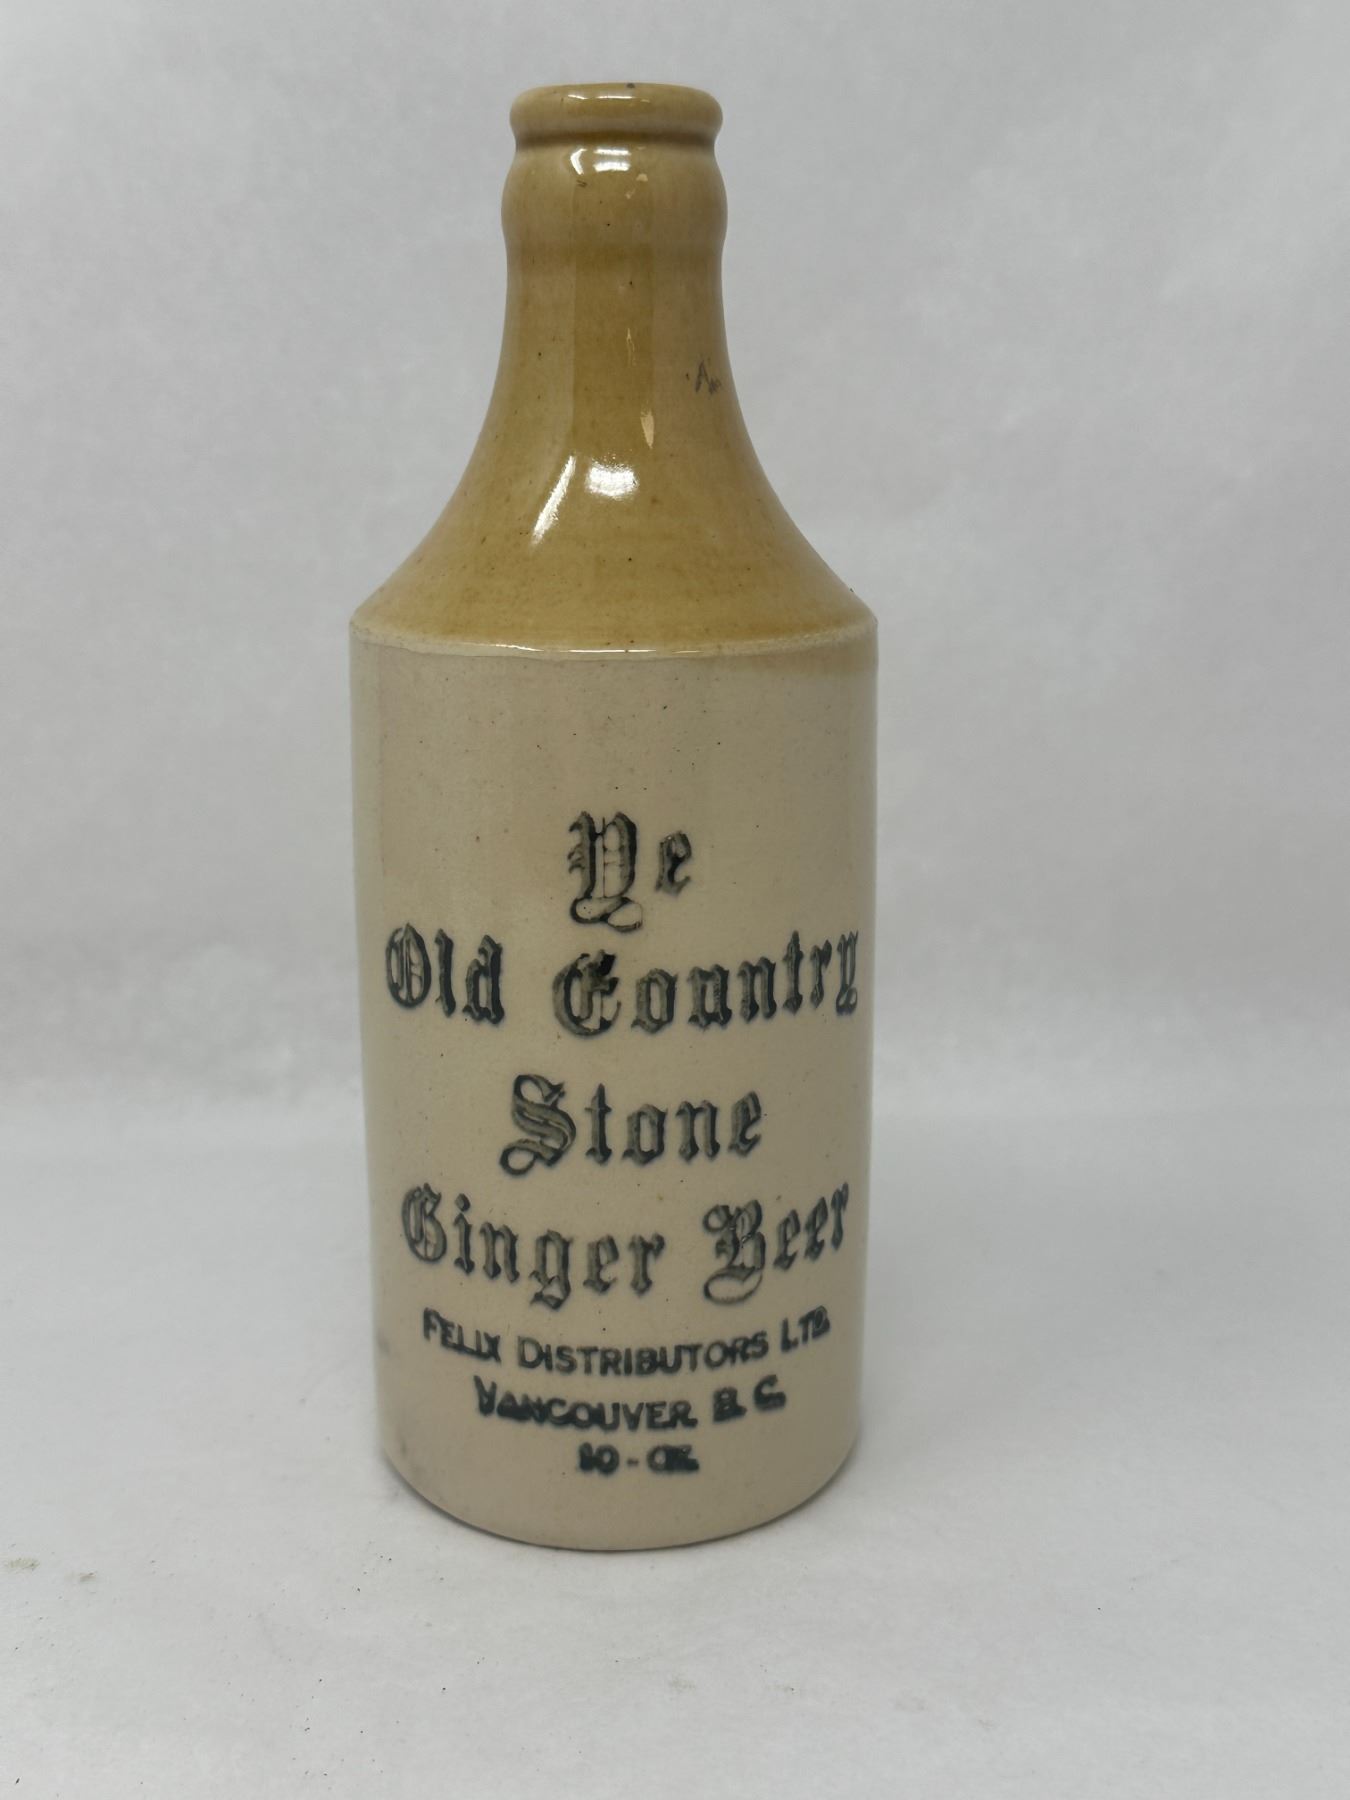 Ye
Old Country
Stone
Ginger Beer
FELIX DISTRIBUTORS LTD.
VANCOUVER B.C.
10-OZ.